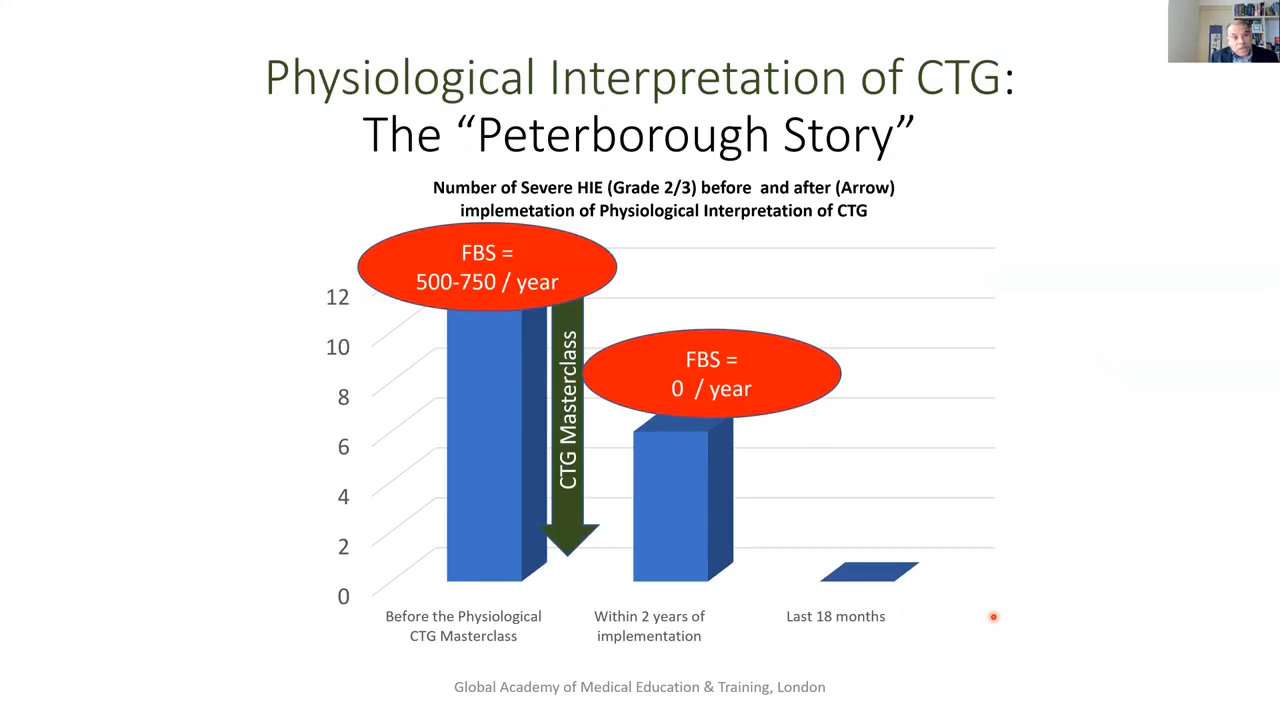 Physiological Interpretation of CTG:
The “Peterborough Story”
Number of Severe HIE (Grade 2/3) before and after (Arrow)
implemetation of Physiological Interpretation of CTG
FBS =
500-750 / year
CTG Masterclass
FBS =
0 / year
12
10
8
6
4
2
0
Before the Physiological
CTG Masterclass
Within 2 years of
implementation
Last 18 months
Global Academy of Medical Education & Training, London